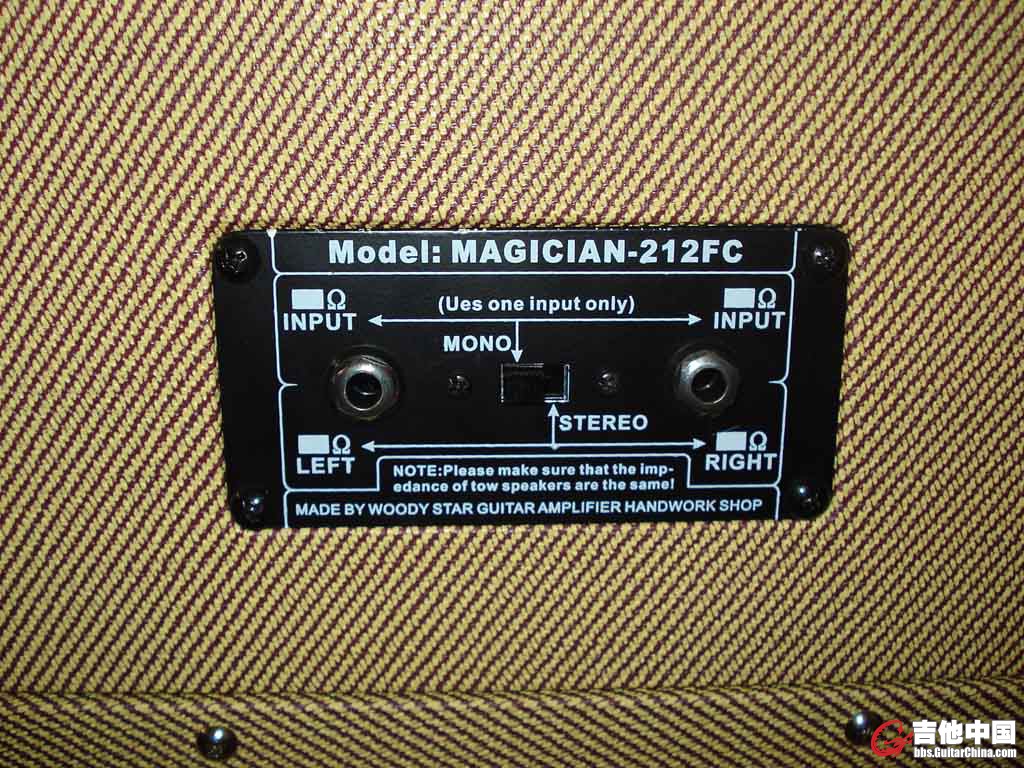 Model: MAGICIAN-212FC
Ω Ω
INPUT (Ues one input only) INPUT
MONO
STEREO
Ω Ω
LEFT RIGHT
NOTE:Please make sure that the imp-
edance of tow speakers are the same!
MADE BY WOODY STAR GUITAR AMPLIFIER HANDWORK SHOP
吉他中国
bbs.GuitarChina.com